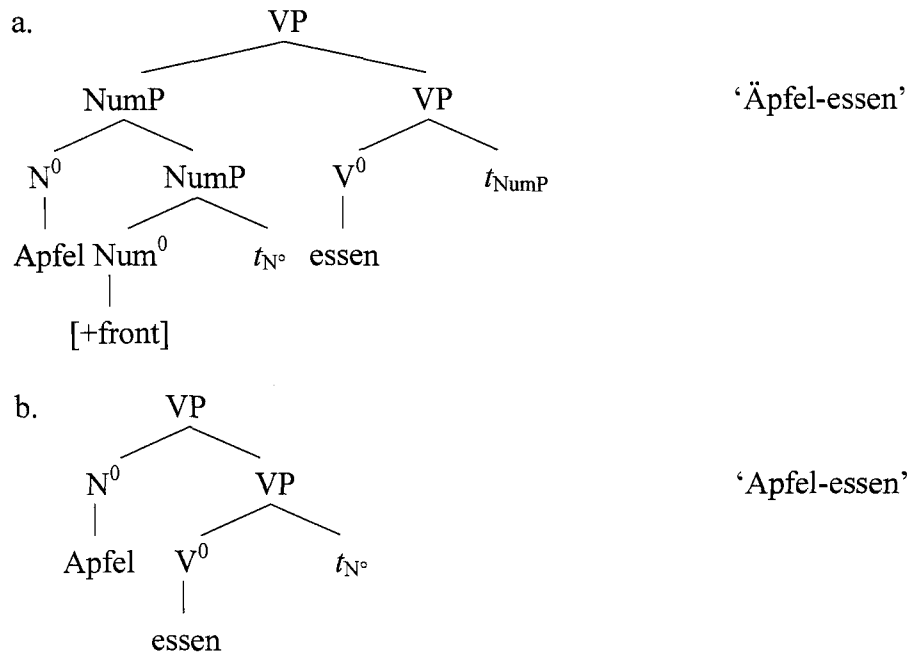 a.
VP
NumP VP ‘Äpfel-essen’
N⁰ NumP V⁰ tNumP
Apfel Num⁰ tN° essen
[+front]
b.
VP
N⁰ VP ‘Apfel-essen’
Apfel V⁰ tN°
essen